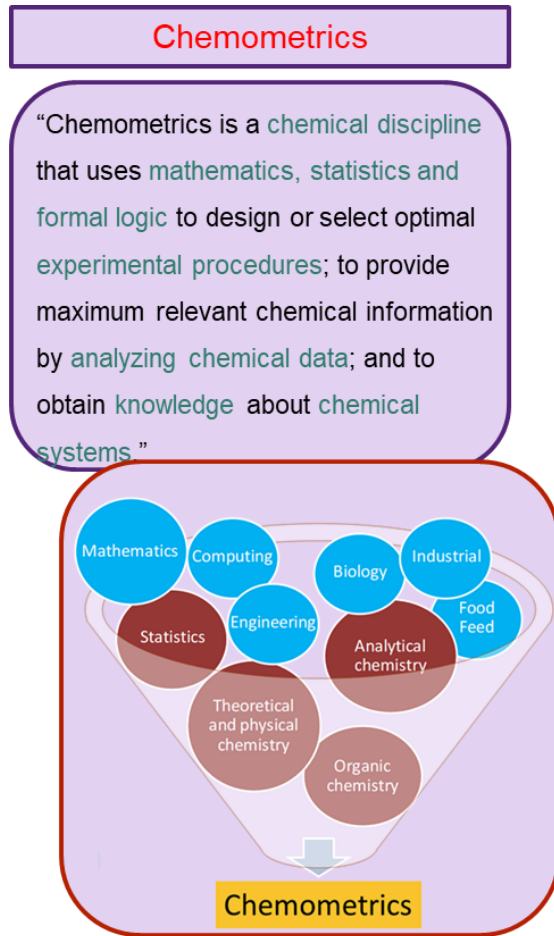 Chemometrics
“Chemometrics is a chemical discipline
that uses mathematics, statistics and
formal logic to design or select optimal
experimental procedures; to provide
maximum relevant chemical information
by analyzing chemical data; and to
obtain knowledge about chemical
systems.”
Mathematics
Computing
Biology
Industrial
Statistics
Engineering
Analytical
chemistry
Food
Feed
Theoretical
and physical
chemistry
Organic
chemistry
Chemometrics